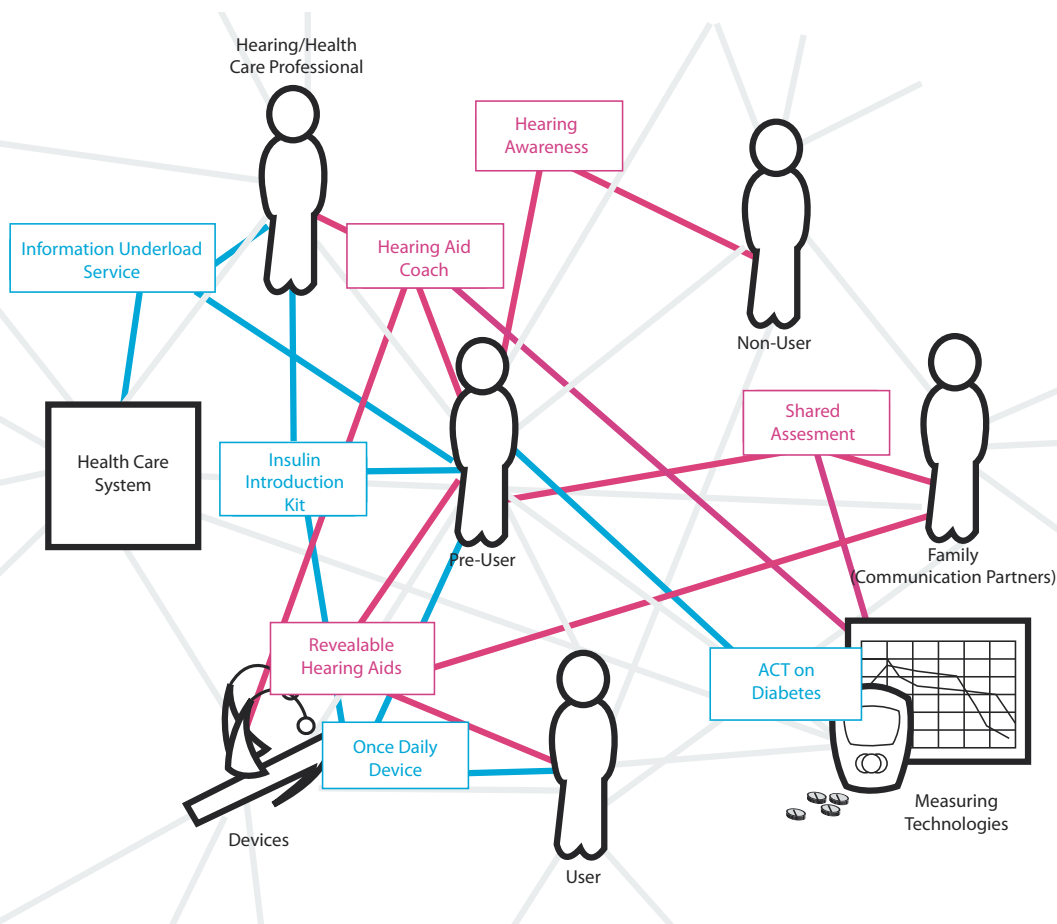 Hearing/Health
Care Professional
Hearing
Awareness
Information Underload
Service
Hearing Aid
Coach
Non-User
Shared
Assesment
Health Care
System
Insulin
Introduction
Kit
Pre-User
Family
(Communication Partners)
Revealable
Hearing Aids
ACT on
Diabetes
Once Daily
Device
Measuring
Technologies
Devices
User